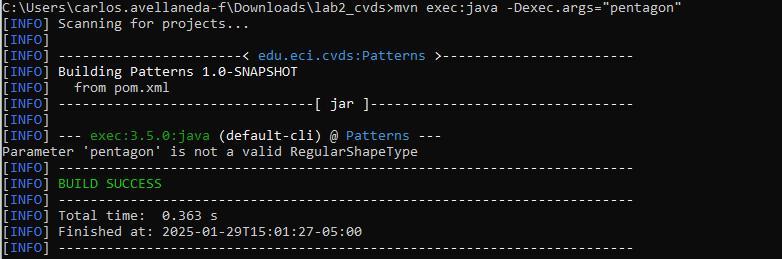 C:\Users\carlos.avellaneda-f\Downloads\lab2_cvds>mvn exec:java -Dexec.args="pentagon"
[INFO] Scanning for projects...
[INFO]
[INFO] -----------------------< edu.eci.cvds:Patterns >------------------------
[INFO] Building Patterns 1.0-SNAPSHOT
[INFO]   from pom.xml
[INFO] --------------------------------[ jar ]---------------------------------
[INFO]
[INFO] --- exec:3.5.0:java (default-cli) @ Patterns ---
Parameter 'pentagon' is not a valid RegularShapeType
[INFO] ------------------------------------------------------------------------
[INFO] BUILD SUCCESS
[INFO] ------------------------------------------------------------------------
[INFO] Total time:  0.363 s
[INFO] Finished at: 2025-01-29T15:01:27-05:00
[INFO] ------------------------------------------------------------------------